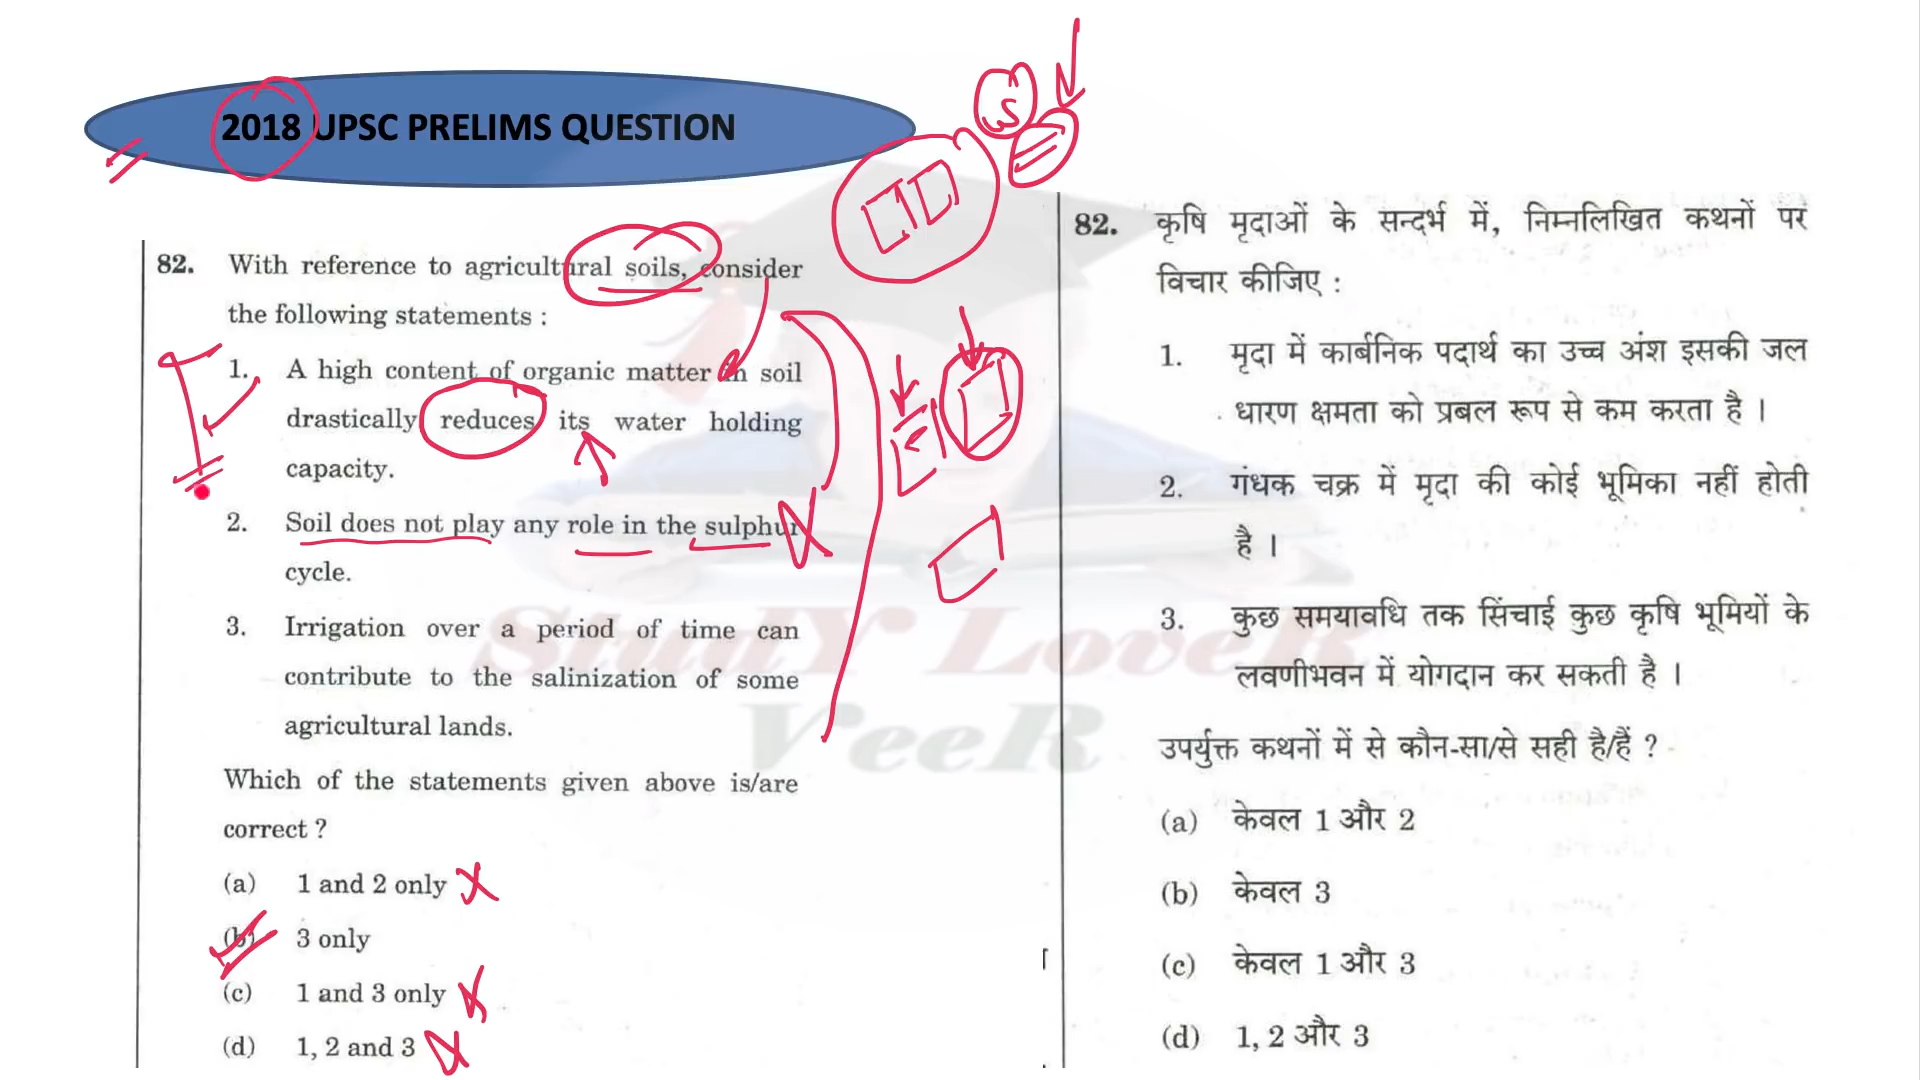 2018 UPSC PRELIMS QUESTION
S
82. With reference to agricultural soils, consider
the following statements :
1. A high content of organic matter in soil
drastically reduces its water holding
capacity.
2. Soil does not play any role in the sulphur
cycle.
3. Irrigation over a period of time can
contribute to the salinization of some
agricultural lands.
Which of the statements given above is/are
correct ?
(a) 1 and 2 only
(b) 3 only
(c) 1 and 3 only
(d) 1, 2 and 3
82. कृषि मृदाओं के सन्दर्भ में, निम्नलिखित कथनों पर
विचार कीजिए :
1. मृदा में कार्बनिक पदार्थ का उच्च अंश इसकी जल
धारण क्षमता को प्रबल रूप से कम करता है ।
2. गंधक चक्र में मृदा की कोई भूमिका नहीं होती
है ।
3. कुछ समयावधि तक सिंचाई कुछ कृषि भूमियों के
लवणीभवन में योगदान कर सकती है ।
उपर्युक्त कथनों में से कौन-सा/से सही है/हैं ?
(a) केवल 1 और 2
(b) केवल 3
(c) केवल 1 और 3
(d) 1, 2 और 3
StudY LoveR
VeeR